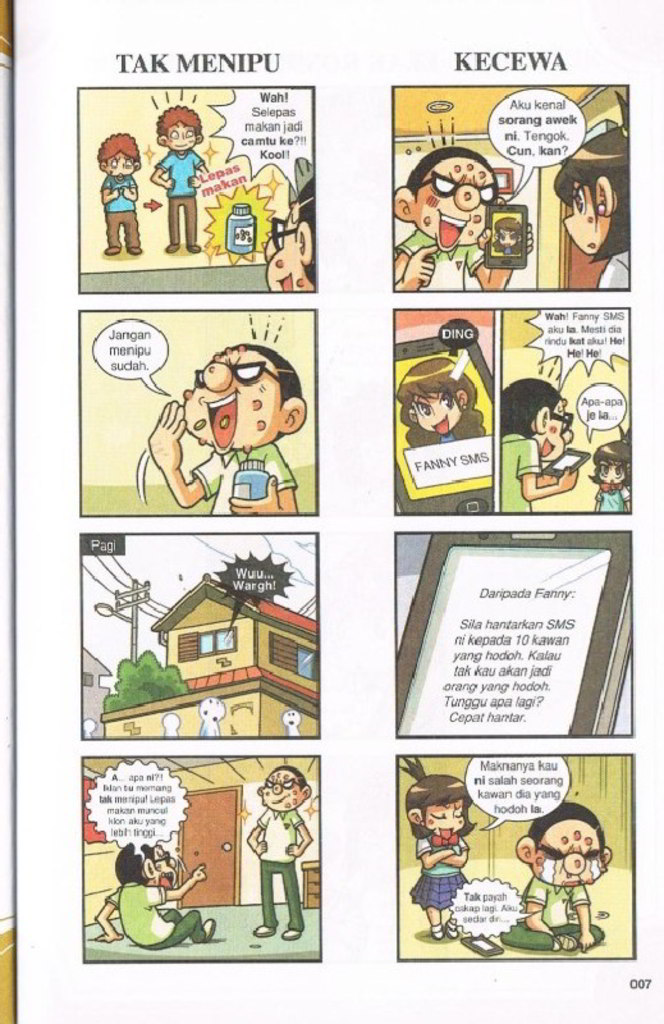 TAK MENIPU
Wah!
Selepas
makan jadi
camtu ke?!!
Kool!!
Lepas
makan
Jangan
menipu
sudah.
Pagi
Wuu...
Wargh!
A... apa ni?!
Iklan tu memang
tak menipu! Lepas
makan muncul
klon aku yang
lebih tinggi...
KECEWA
Aku kenal
sorang awek
ni. Tengok.
Cun, kan?
DING
FANNY SMS
Wah! Fanny SMS
aku la. Mesti dia
rindu kat aku! He!
He! He!
Apa-apa
je la...
Daripada Fanny:
Sila hantarkan SMS
ni kepada 10 kawan
yang hodoh. Kalau
tak kau akan jadi
orang yang hodoh.
Tunggu apa lagi?
Cepat hantar.
Maknanya kau
ni salah seorang
kawan dia yang
hodoh la.
Tak payah
cakap lagi. Aku
sedar diri...
007